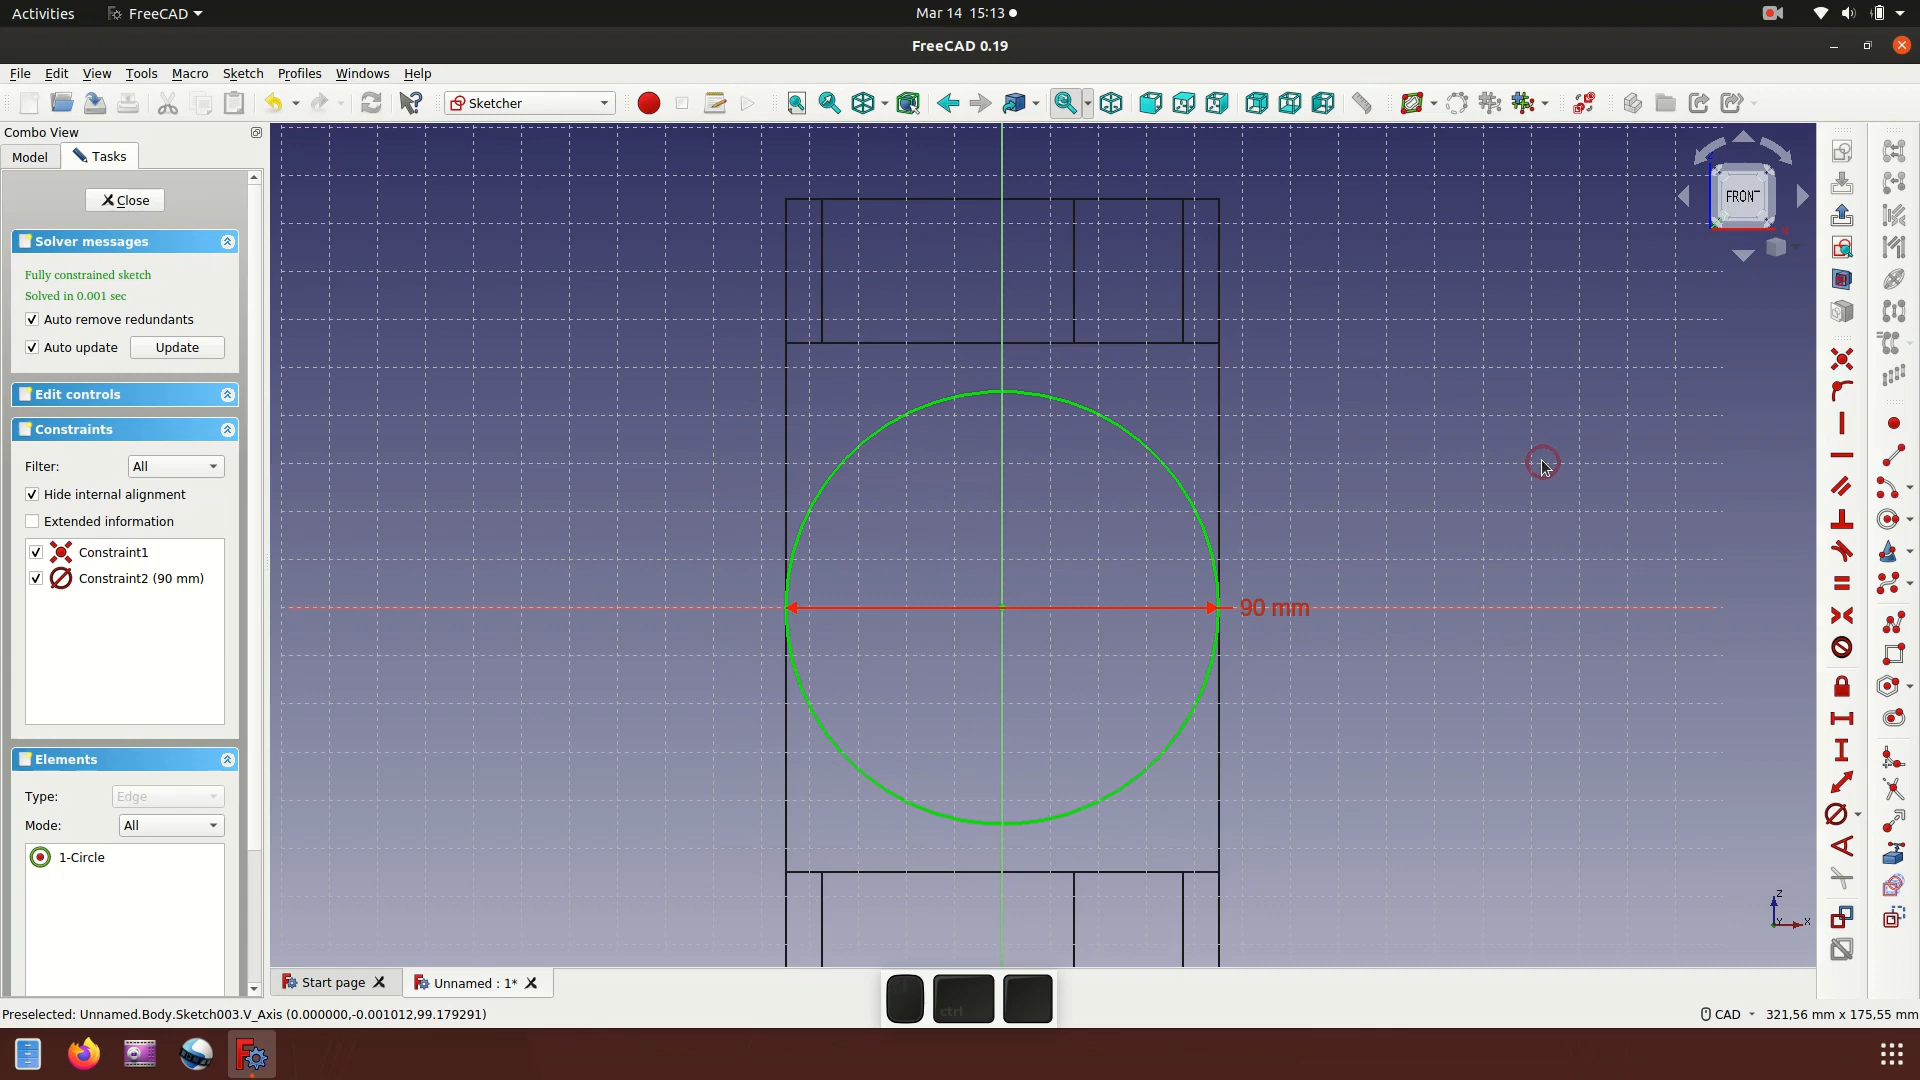 Activities
FreeCAD
Mar 14 15:13
FreeCAD 0.19
File Edit View Tools Macro Sketch Profiles Windows Help
Sketcher
Combo View
Model
Tasks
Close
Solver messages
Fully constrained sketch
Solved in 0.001 sec
Auto remove redundants
Auto update
Update
Edit controls
Constraints
Filter:
All
Hide internal alignment
Extended information
Constraint1
Constraint2 (90 mm)
Elements
Type:
Edge
Mode:
All
1-Circle
FRONT
90 mm
Z
Y
X
Start page
Unnamed : 1*
ctrl
Preselected: Unnamed.Body.Sketch003.V_Axis (0.000000,-0.001012,99.179291)
CAD
321,56 mm x 175,55 mm